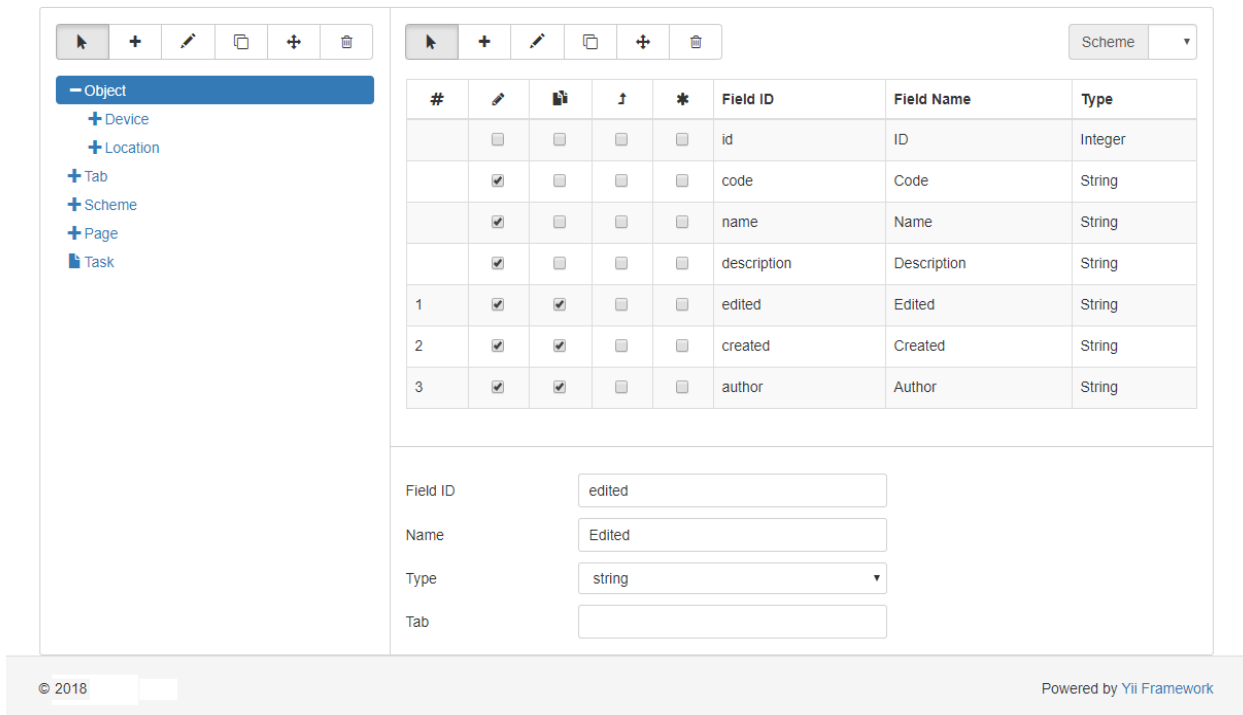 Scheme
Object
Device
Location
Tab
Scheme
Page
Task
# Field ID Field Name Type
id ID Integer
code Code String
name Name String
description Description String
1 edited Edited String
2 created Created String
3 author Author String
Field ID edited
Name Edited
Type string
Tab
© 2018 Powered by Yii Framework